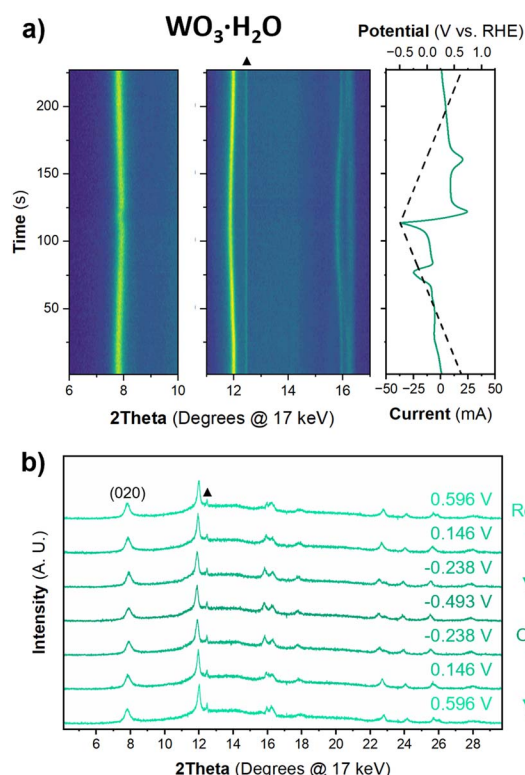 a)
WO₃·H₂O
Potential (V vs. RHE)
-0.5 0.0 0.5 1.0
▲
Time (s)
200
150
100
50
6 8 10
12 14 16
−50 −25 0 25 50
2Theta (Degrees @ 17 keV)
Current (mA)
b)
(020)
▲
0.596 V
0.146 V
-0.238 V
-0.493 V
-0.238 V
0.146 V
0.596 V
Intensity (A. U.)
6 8 10 12 14 16 18 20 22 24 26 28
2Theta (Degrees @ 17 keV)